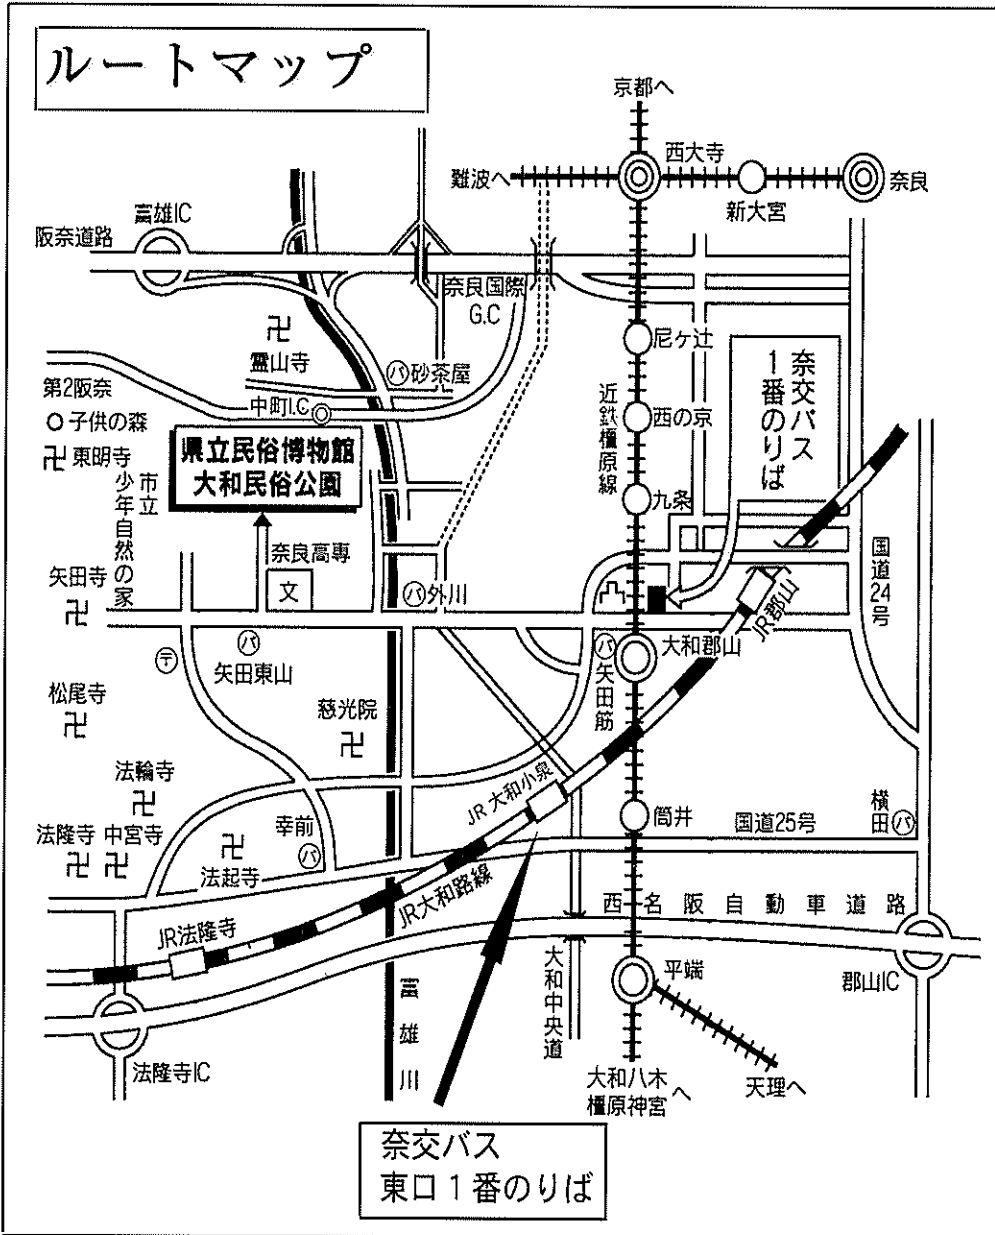 ルートマップ
京都へ
難波へ
西大寺
新大宮
奈良
富雄IC
阪奈道路
奈良国際
G.C
尼ヶ辻
霊山寺
砂茶屋
バ
第2阪奈
中町I.C
子供の森
東明寺
県立民俗博物館
大和民俗公園
近鉄橿原線
西の京
九条
奈交バス
1番のりば
市立
少年自然の家
奈良高専
文
矢田寺
バ
外川
国道24号
JR郡山
大和郡山
バ
矢田筋
〒
バ
矢田東山
松尾寺
慈光院
法輪寺
JR大和小泉
筒井
国道25号
横田
バ
法隆寺
中宮寺
法起寺
幸前
バ
JR大和路線
JR法隆寺
西名阪自動車道路
平端
郡山IC
大和中央道
富雄川
法隆寺IC
大和八木
橿原神宮
へ
天理へ
奈交バス
東口1番のりば